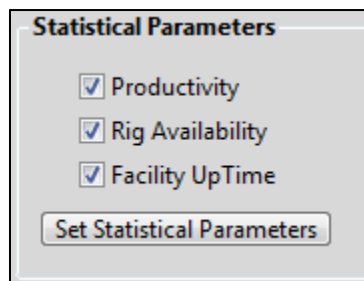 Statistical Parameters
Productivity
Rig Availability
Facility UpTime
Set Statistical Parameters